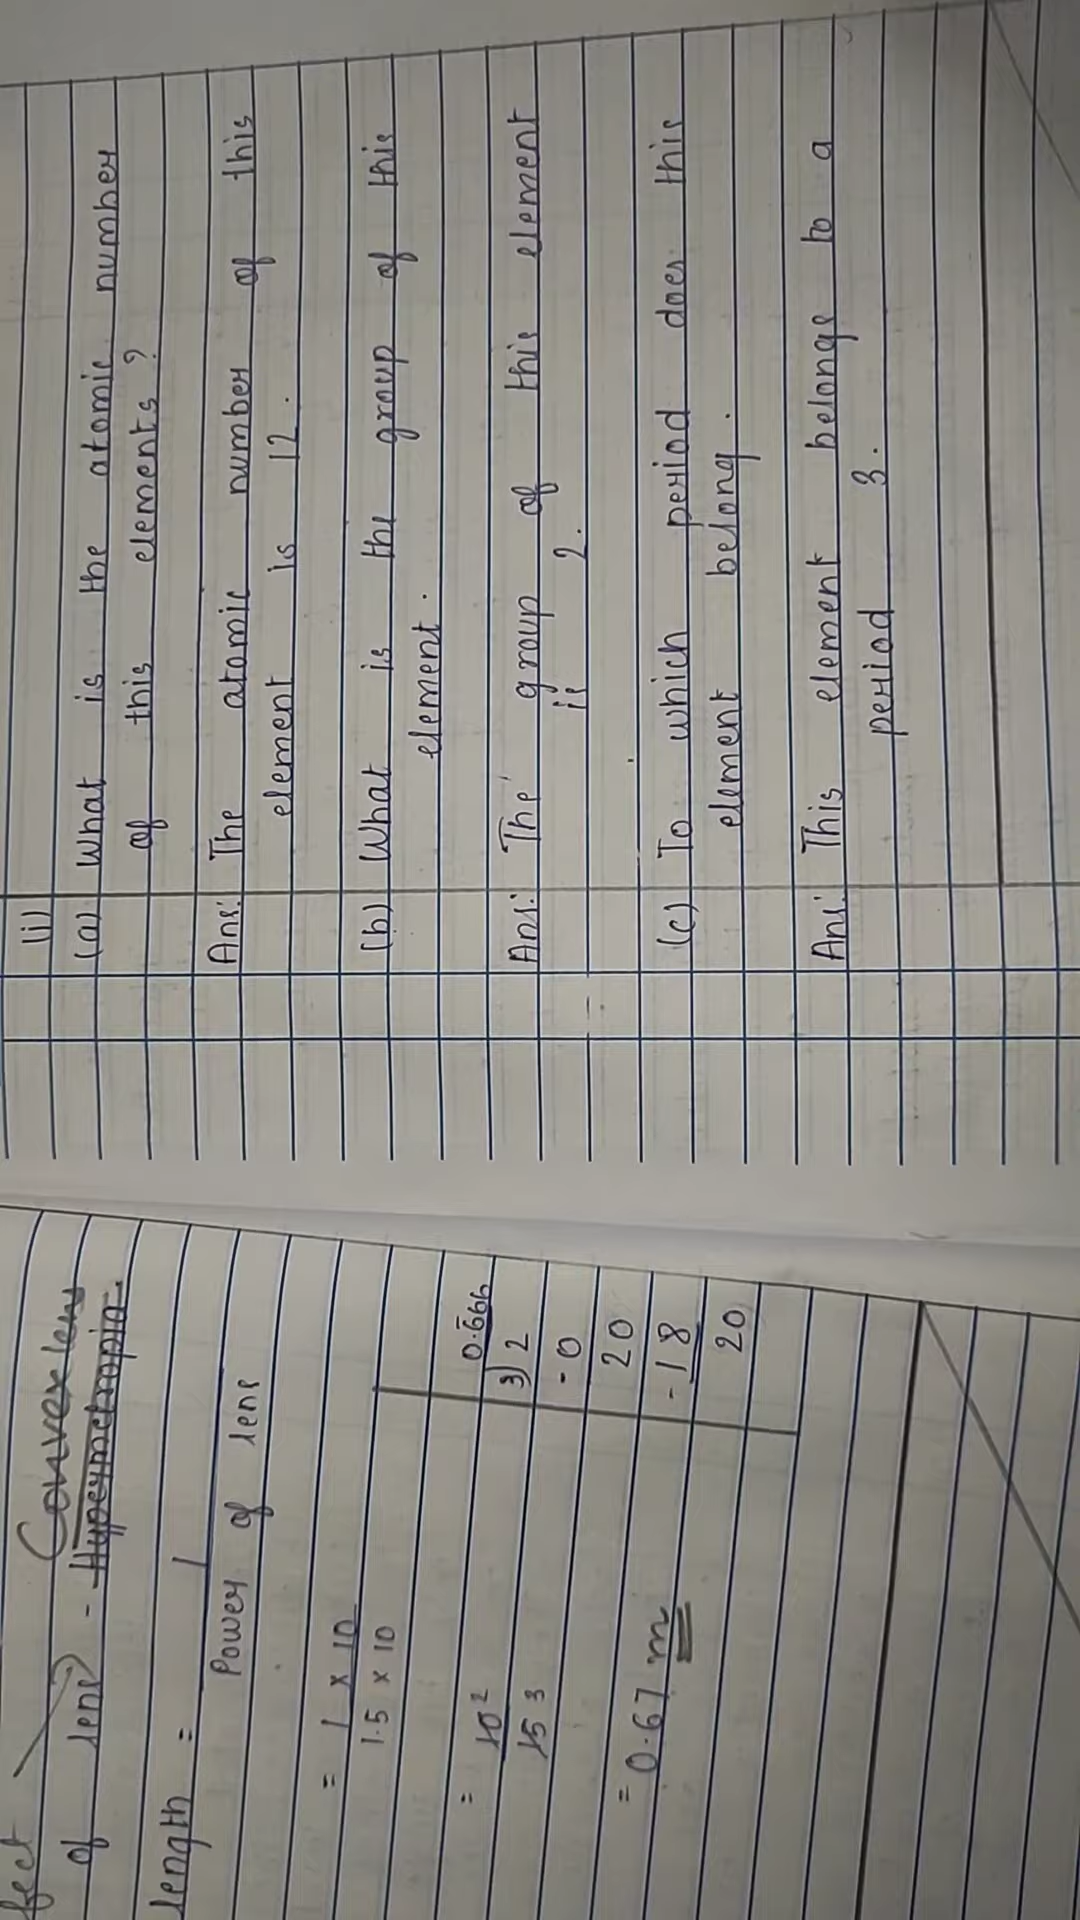 fect
of lens) - Hypermetropia. Convex lens
length = 1
Power of lens
= 1 x 10
1.5 x 10
= 10 2
15 3
= 0.67 m
0.666
3) 2
- 0
20
- 18
20
(i)
(a) What is the atomic number
of this elements?
Ans: The atomic number of this
element is 12.
(b) What is the group of this
element.
Ans: The group of this element
is 2.
(c) To which period does this
element belong.
Ans: This element belongs to a
period 3.